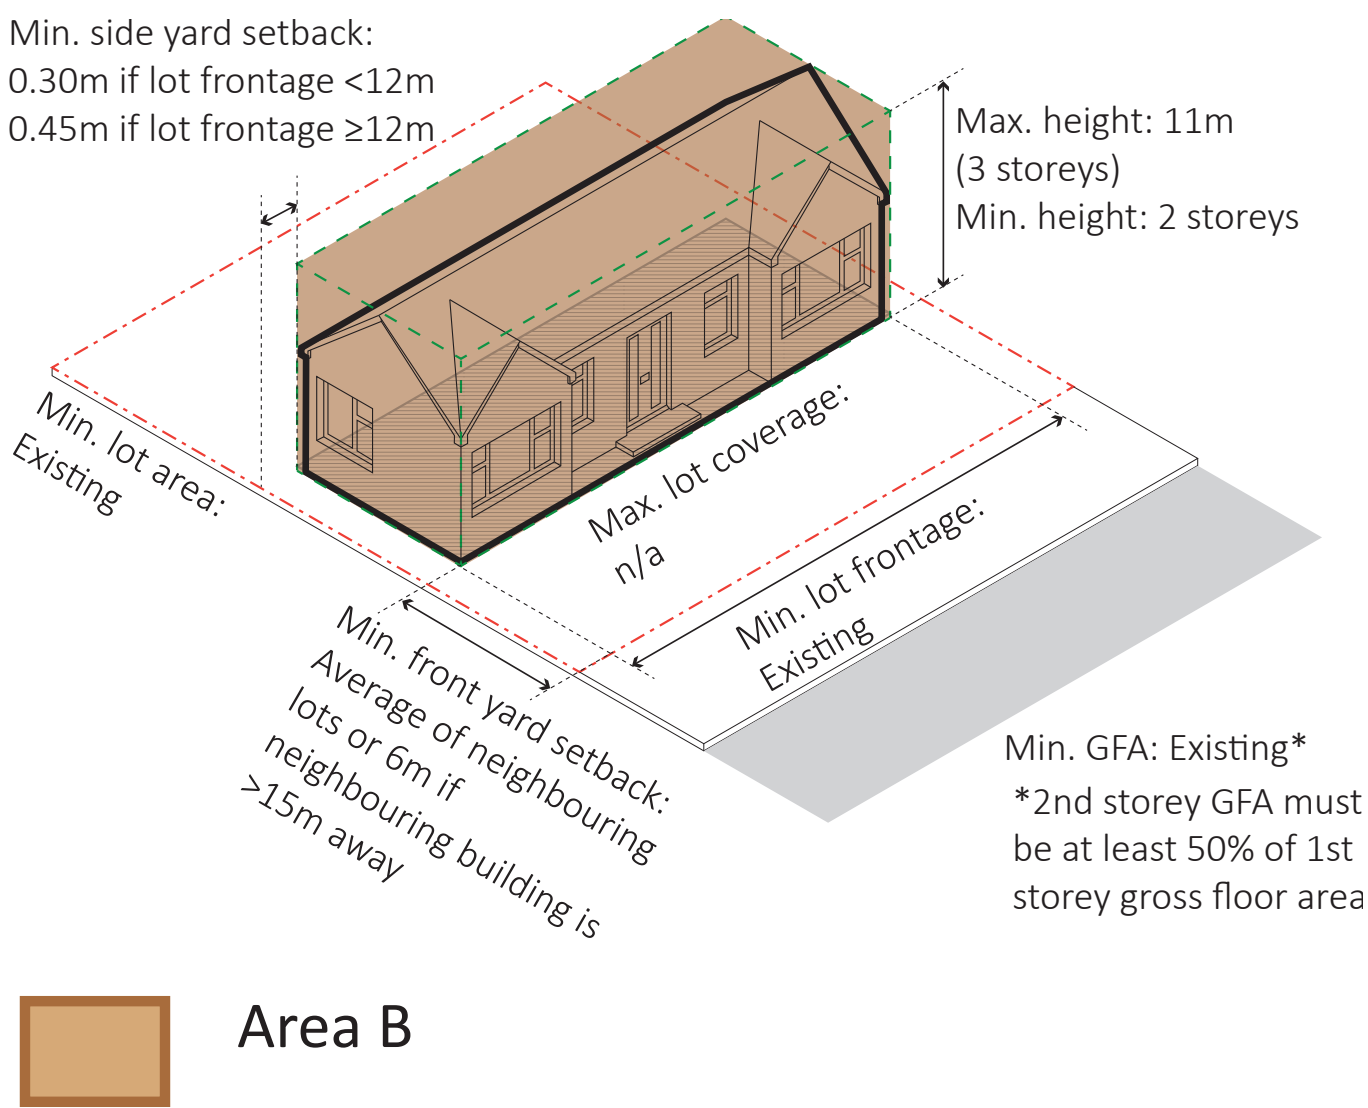 Min. side yard setback:
0.30m if lot frontage <12m
0.45m if lot frontage ≥12m
Max. height: 11m
(3 storeys)
Min. height: 2 storeys
Min. lot area:
Existing
Max. lot coverage:
n/a
Min. lot frontage:
Existing
Min. front yard setback:
Average of neighbouring
lots or 6m if
neighbouring building is
>15m away
Min. GFA: Existing*
*2nd storey GFA must
be at least 50% of 1st
storey gross floor area
Area B